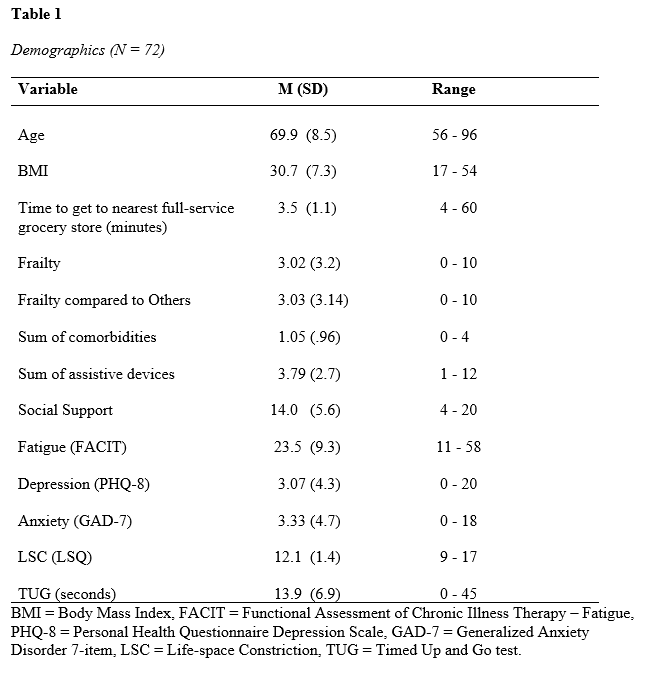 Table 1
Demographics (N = 72)
Variable M (SD) Range
Age 69.9 (8.5) 56 - 96
BMI 30.7 (7.3) 17 - 54
Time to get to nearest full-service 3.5 (1.1) 4 - 60
grocery store (minutes)
Frailty 3.02 (3.2) 0 - 10
Frailty compared to Others 3.03 (3.14) 0 - 10
Sum of comorbidities 1.05 (.96) 0 - 4
Sum of assistive devices 3.79 (2.7) 1 - 12
Social Support 14.0 (5.6) 4 - 20
Fatigue (FACIT) 23.5 (9.3) 11 - 58
Depression (PHQ-8) 3.07 (4.3) 0 - 20
Anxiety (GAD-7) 3.33 (4.7) 0 - 18
LSC (LSQ) 12.1 (1.4) 9 - 17
TUG (seconds) 13.9 (6.9) 0 - 45
BMI = Body Mass Index, FACIT = Functional Assessment of Chronic Illness Therapy – Fatigue,
PHQ-8 = Personal Health Questionnaire Depression Scale, GAD-7 = Generalized Anxiety
Disorder 7-item, LSC = Life-space Constriction, TUG = Timed Up and Go test.